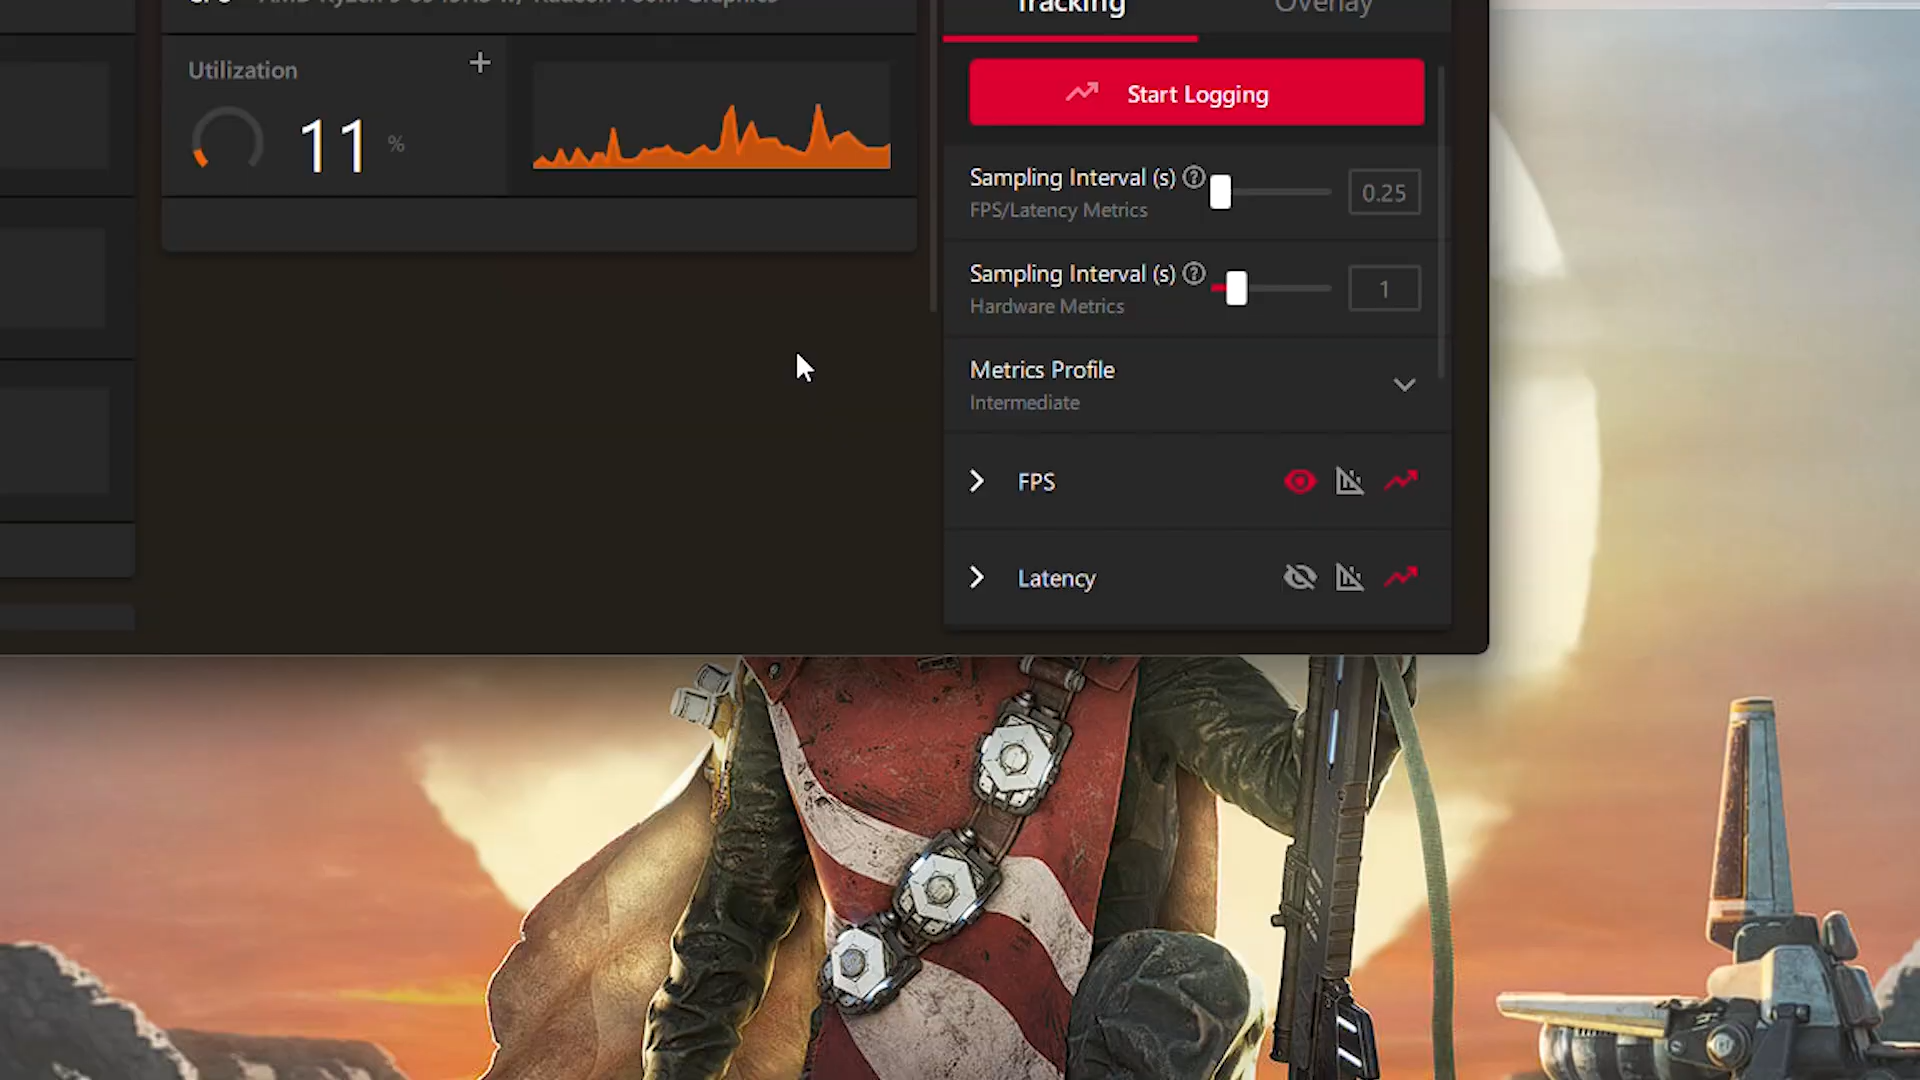 Tracking
Overlay
Utilization
11 %
Start Logging
Sampling Interval (s)
FPS/Latency Metrics
0.25
Sampling Interval (s)
Hardware Metrics
1
Metrics Profile
Intermediate
FPS
Latency